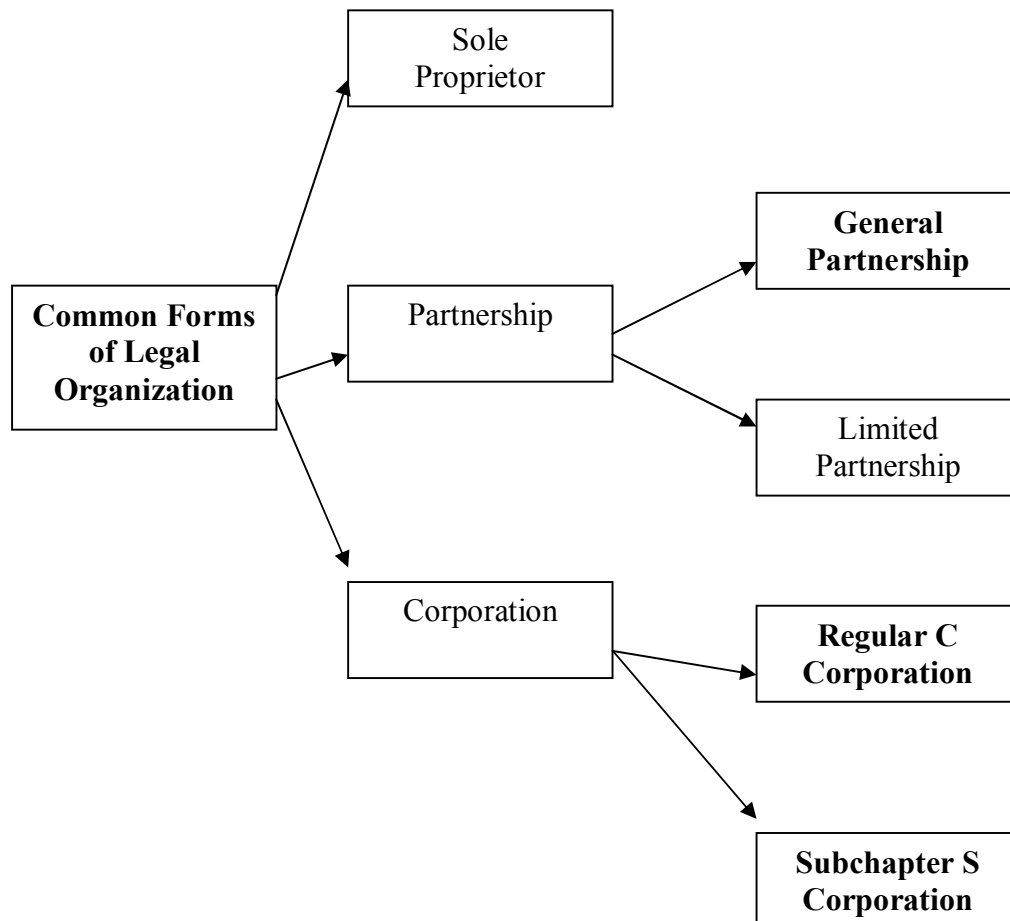 Sole
Proprietor
General
Partnership
Common Forms
of Legal
Organization
Partnership
Limited
Partnership
Corporation
Regular C
Corporation
Subchapter S
Corporation